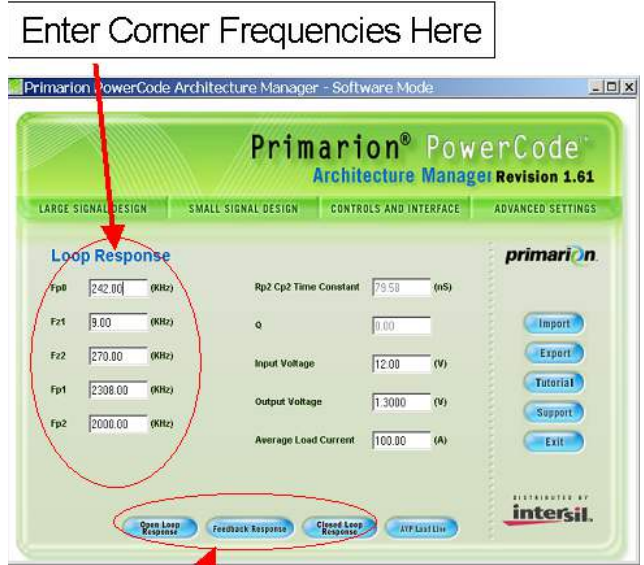 Enter Corner Frequencies Here
Primarion PowerCode Architecture Manager - Software Mode
Primarion® PowerCode™
Architecture Manager Revision 1.61
LARGE SIGNAL DESIGN SMALL SIGNAL DESIGN CONTROLS AND INTERFACE ADVANCED SETTINGS
Loop Response
primarion
Fp0 242.00 (KHz) Rp2 Cp2 Time Constant 79.58 (nS)
Fz1 9.00 (KHz) Q 0.00 Import
Fz2 270.00 (KHz) Input Voltage 12.00 (V) Export
Fp1 2308.00 (KHz) Output Voltage 1.3000 (V) Tutorial
Fp2 2000.00 (KHz) Average Load Current 100.00 (A) Support
Exit
DISTRIBUTED BY
intersil.
Open Loop Response Feedback Response Closed Loop Response AVP Load Line